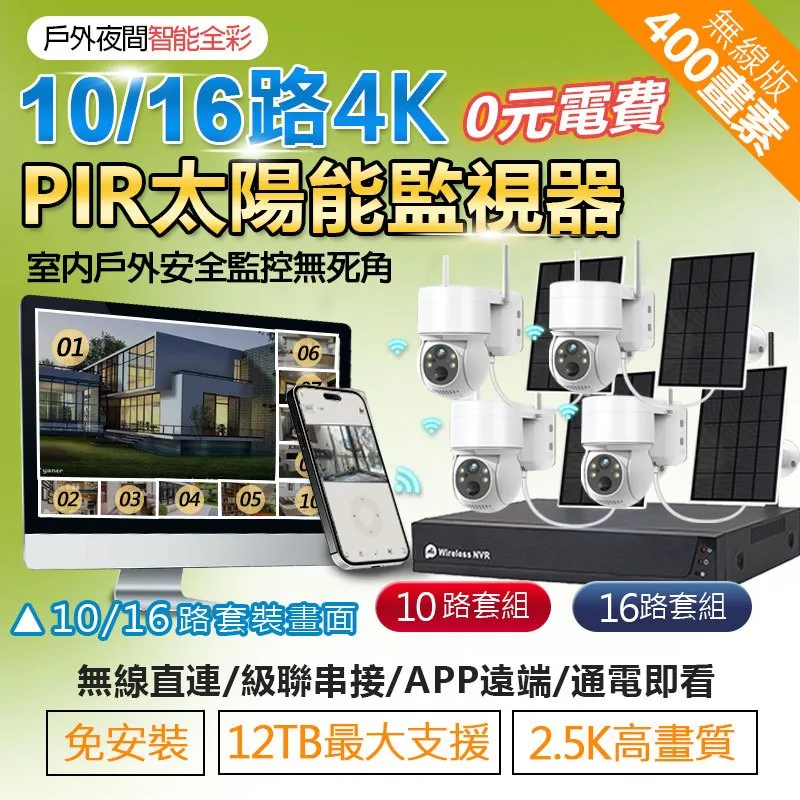 戶外夜間智能全彩
無線版
400畫素
10/16路4K
0元電費
PIR太陽能監視器
室内戶外安全監控無死角
01
06
07
02
03
04
05
10
yaner
Wireless NVR
10/16路套裝畫面
10路套組
16路套組
無線直連/級聯串接/APP遠端/通電即看
免安裝
12TB最大支援
2.5K高畫質